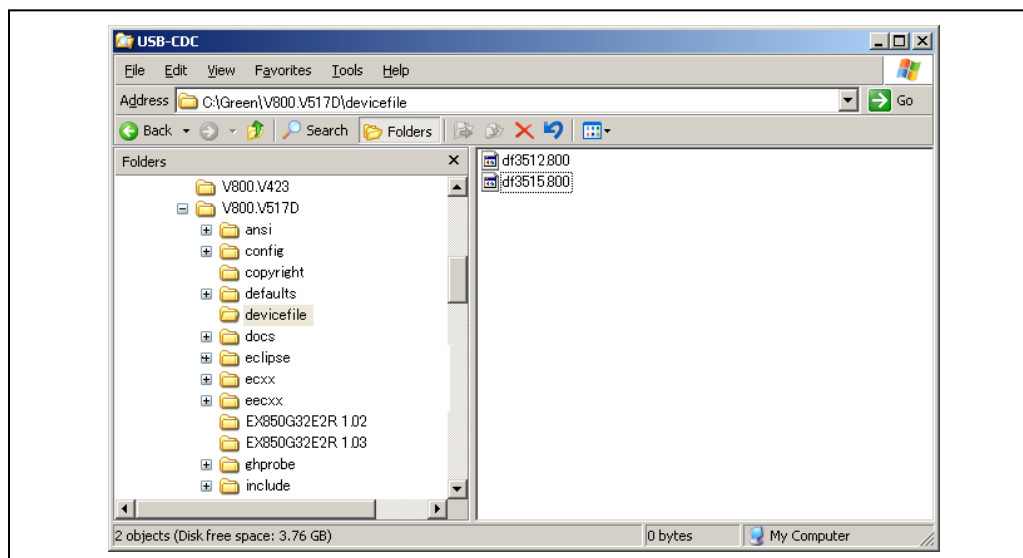 USB-CDC
File Edit View Favorites Tools Help
Address C:\Green\V800.V517D\devicefile Go
Back Search Folders
Folders
V800.V423
V800.V517D
ansi
config
copyright
defaults
devicefile
docs
eclipse
ecxx
eecxx
EX850G32E2R 1.02
EX850G32E2R 1.03
ghprobe
include
df3512.800
df3515.800
2 objects (Disk free space: 3.76 GB) 0 bytes My Computer